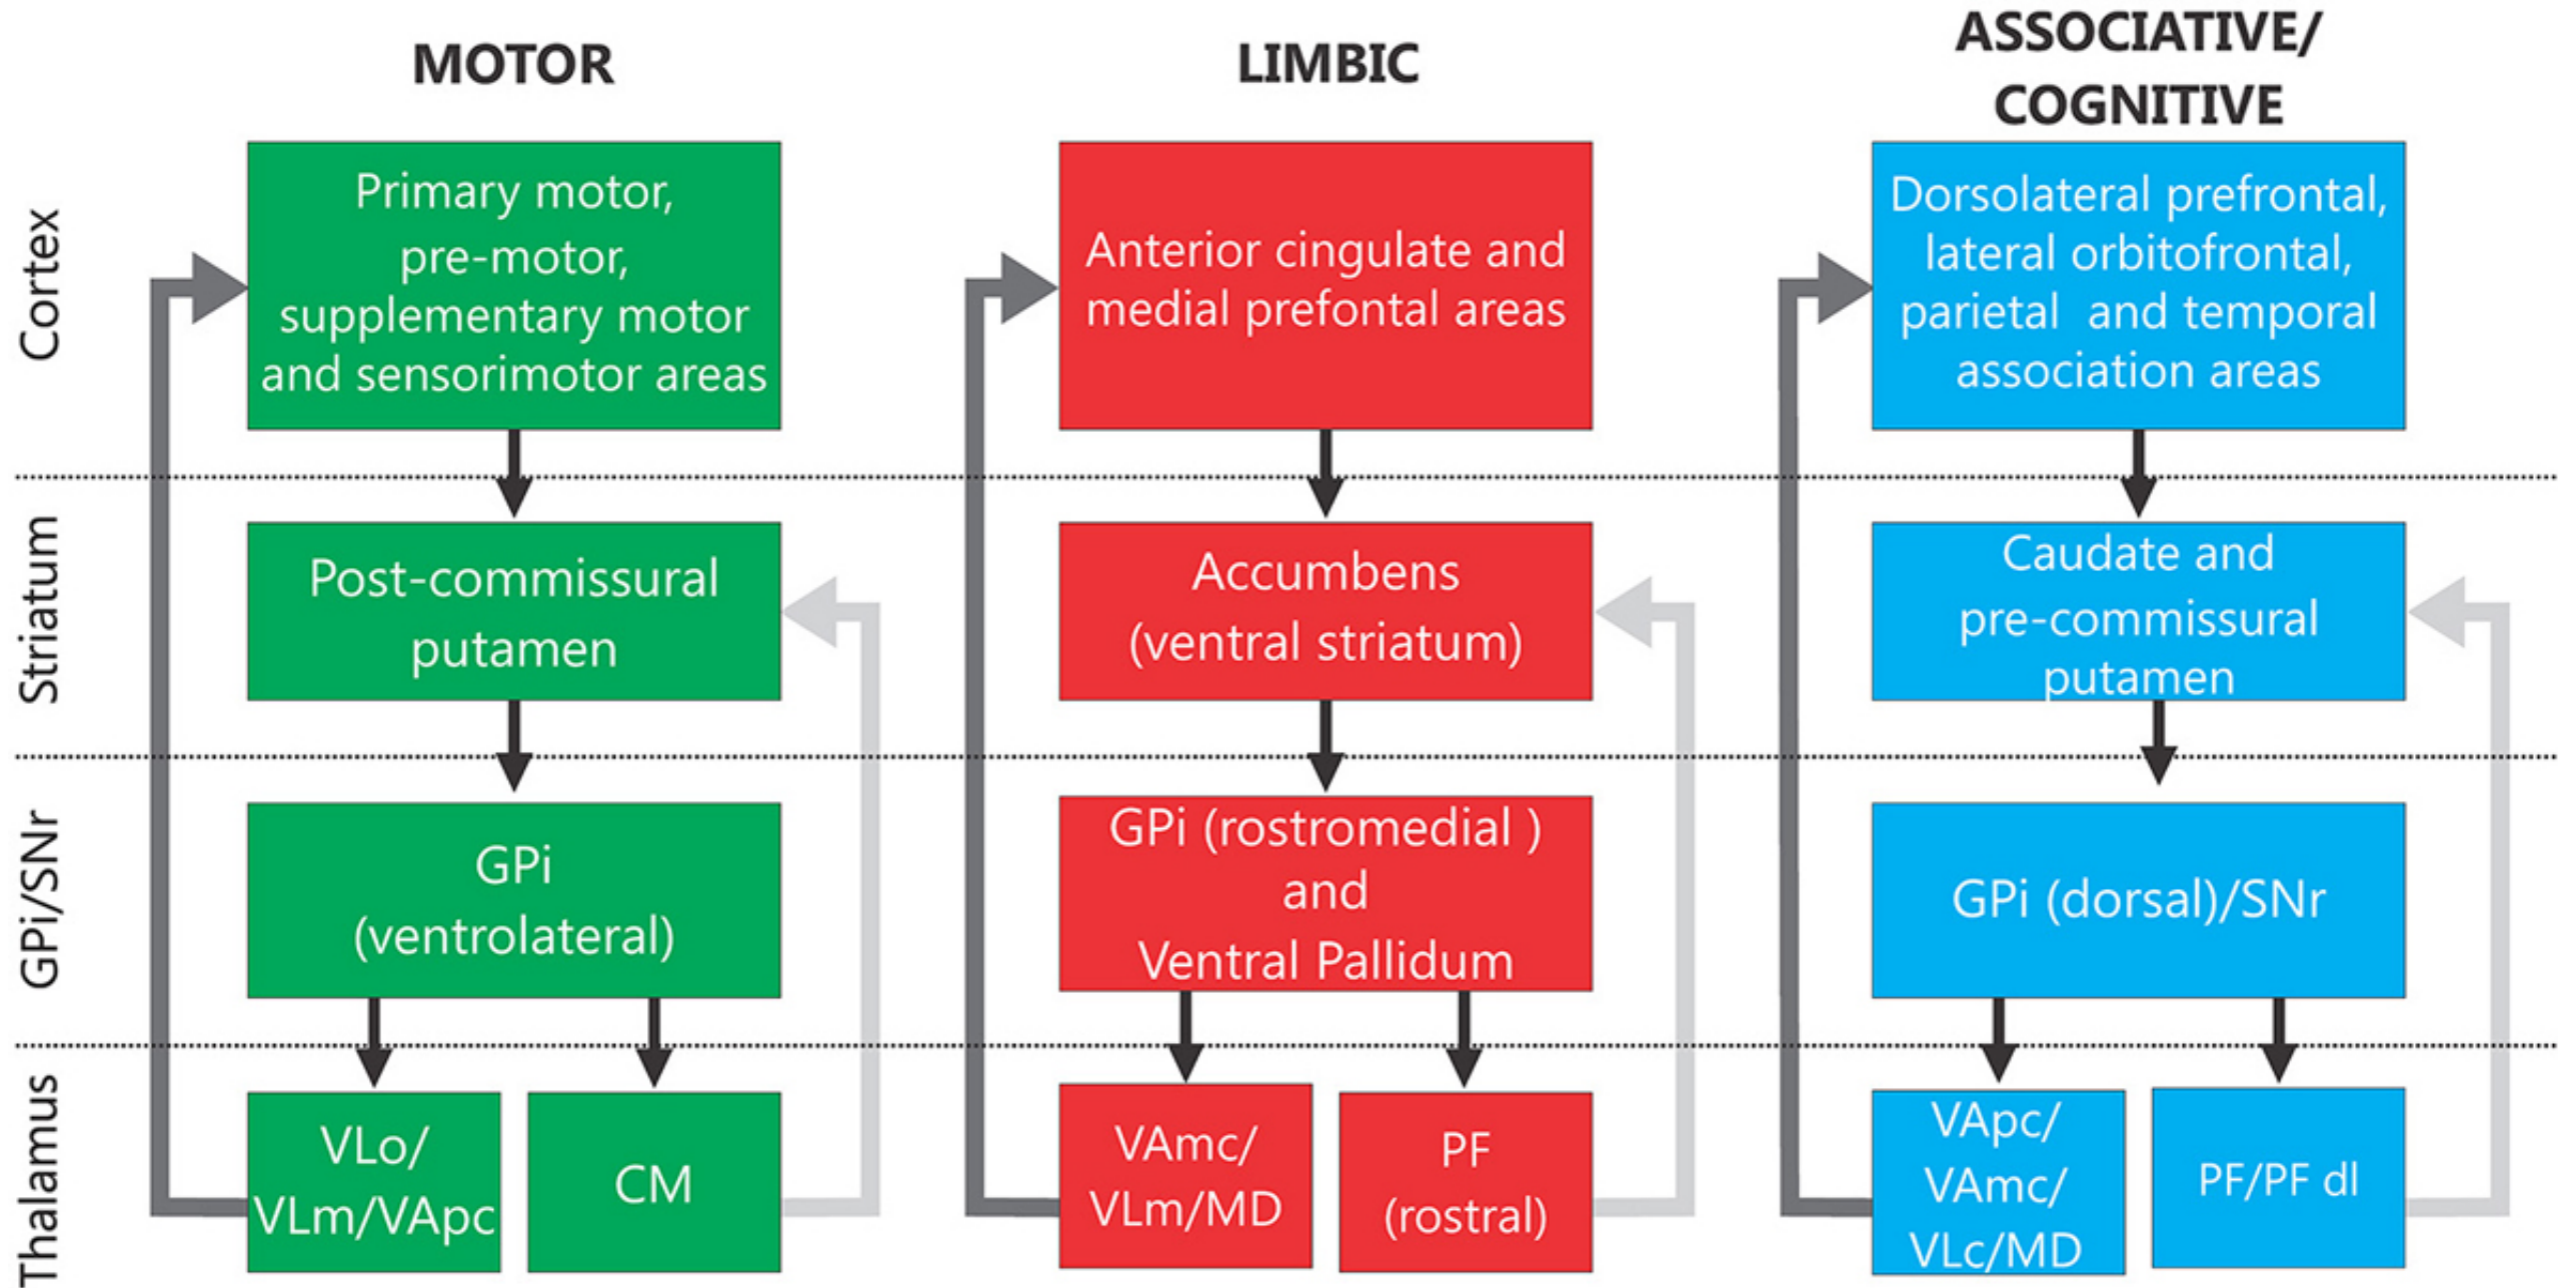 MOTOR
LIMBIC
ASSOCIATIVE/
COGNITIVE
Cortex
Primary motor,
pre-motor,
supplementary motor
and sensorimotor areas
Anterior cingulate and
medial prefontal areas
Dorsolateral prefrontal,
lateral orbitofrontal,
parietal and temporal
association areas
Striatum
Post-commissural
putamen
Accumbens
(ventral striatum)
Caudate and
pre-commissural
putamen
GPi/SNr
GPi
(ventrolateral)
GPi (rostromedial )
and
Ventral Pallidum
GPi (dorsal)/SNr
Thalamus
VLo/
VLm/VApc
CM
VAmc/
VLm/MD
PF
(rostral)
VApc/
VAmc/
VLc/MD
PF/PF dl